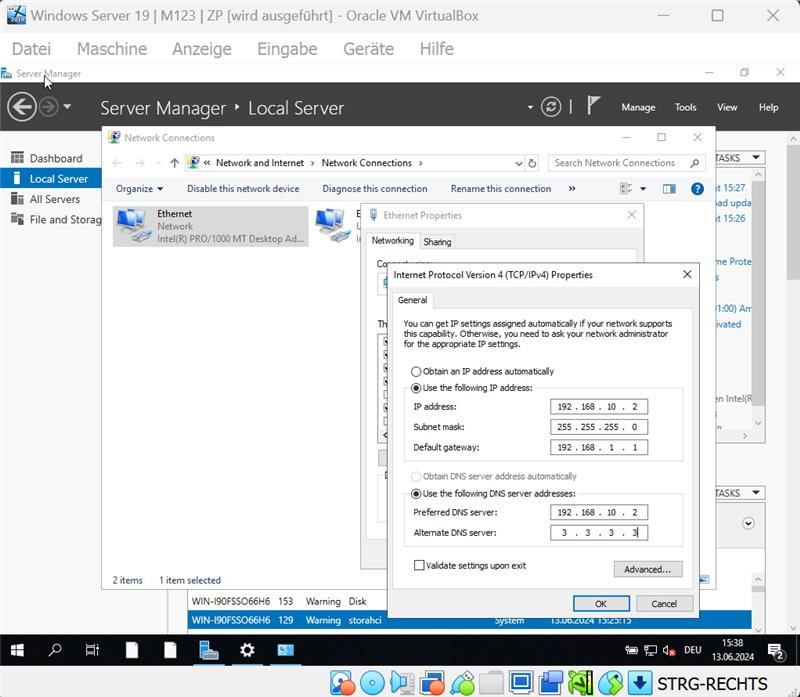 Windows Server 19 | M123 | ZP [wird ausgeführt] - Oracle VM VirtualBox
Datei Maschine Anzeige Eingabe Geräte Hilfe
Server Manager
Server Manager Local Server
Manage Tools View Help
Network Connections
Dashboard
Local Server
All Servers
File and Storag
« Network and Internet Network Connections
Search Network Connections
Organize Disable this network device Diagnose this connection Rename this connection »
Ethernet
Network
Intel(R) PRO/1000 MT Desktop Ad...
TASKS
at 15:27
oad upda
at 15:26
me Prote
01:00) Am
ivated
en Intel(R
TASKS
Ethernet Properties
Networking
Sharing
Internet Protocol Version 4 (TCP/IPv4) Properties
General
You can get IP settings assigned automatically if your network supports
this capability. Otherwise, you need to ask your network administrator
for the appropriate IP settings.
Obtain an IP address automatically
Use the following IP address:
IP address: 192 . 168 . 10 . 2
Subnet mask: 255 . 255 . 255 . 0
Default gateway: 192 . 168 . 1 . 1
Obtain DNS server address automatically
Use the following DNS server addresses:
Preferred DNS server: 192 . 168 . 10 . 2
Alternate DNS server: 3 . 3 . 3 . 3
Validate settings upon exit
Advanced...
OK Cancel
2 items 1 item selected
WIN-I90FSSO66H6 153 Warning Disk
WIN-I90FSSO66H6 129 Warning storahci System 13.06.2024 15:25:15
DEU
15:38
13.06.2024
2
STRG-RECHTS